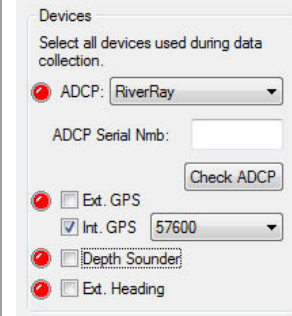 Devices
Select all devices used during data
collection.
ADCP: RiverRay
ADCP Serial Nmb:
Check ADCP
Ext. GPS
Int. GPS 57600
Depth Sounder
Ext. Heading